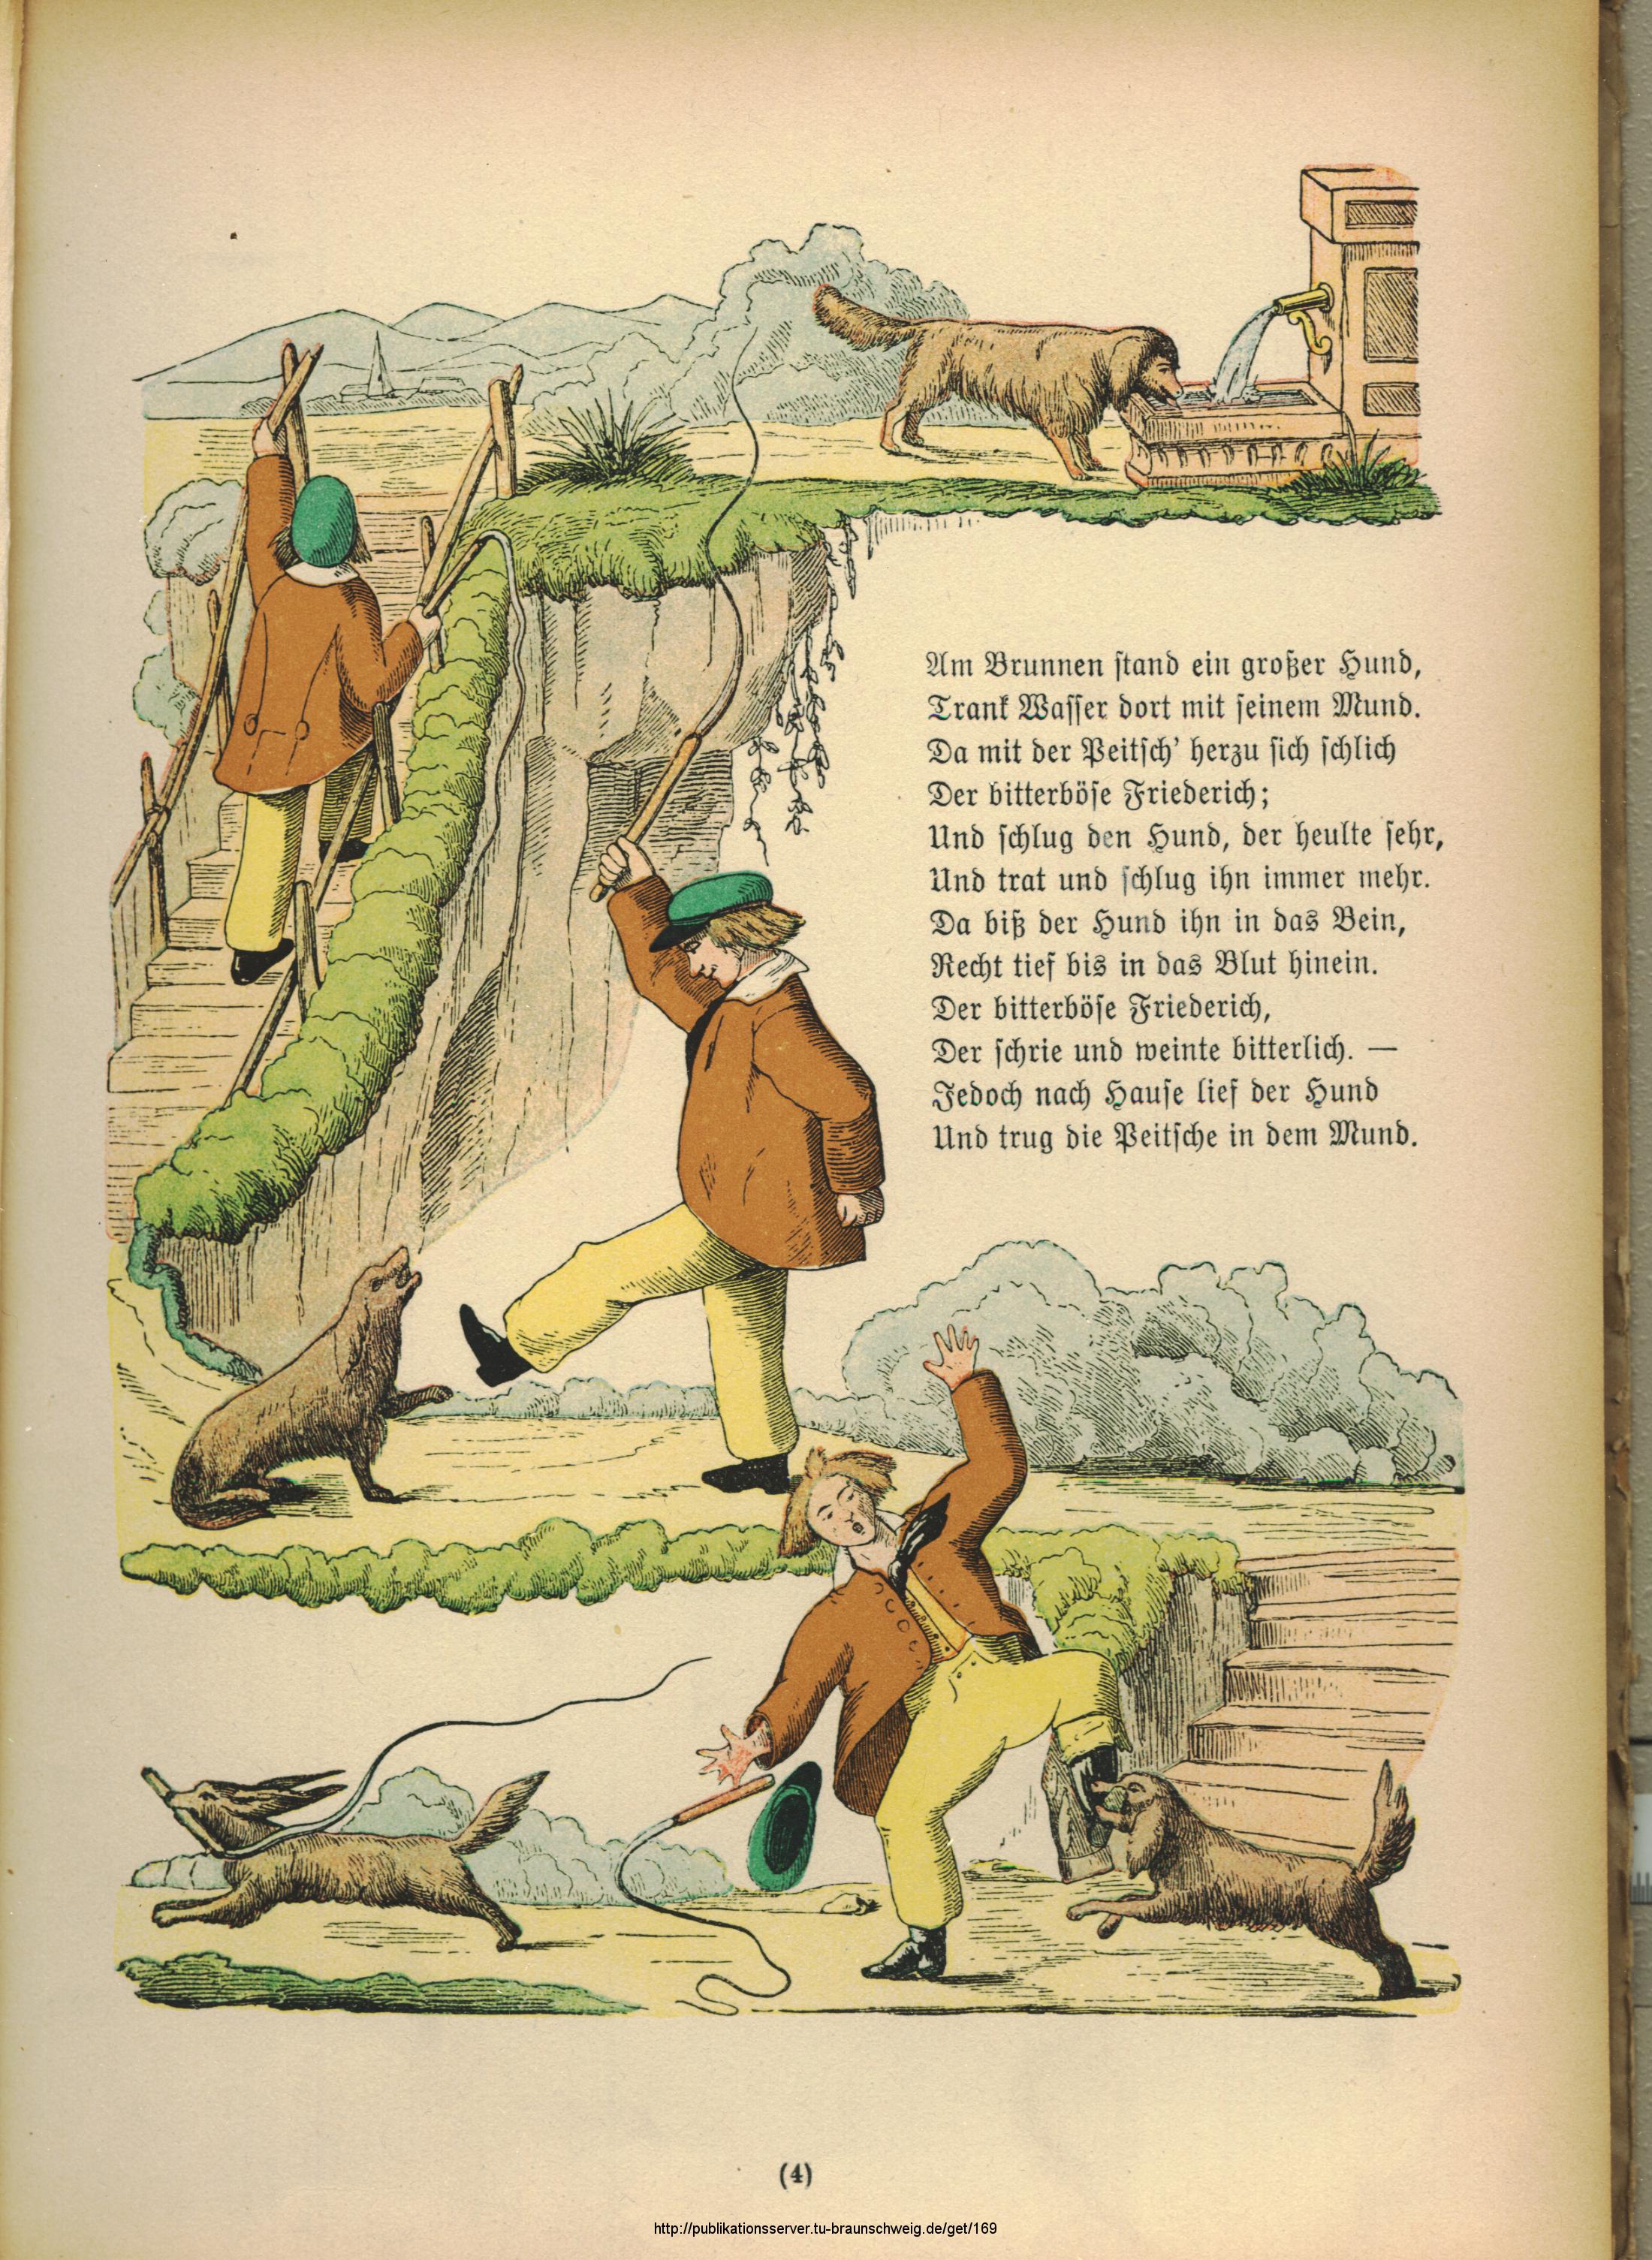 Am Brunnen stand ein großer Hund,
Trank Wasser dort mit seinem Mund.
Da mit der Peitsch' herzu sich schlich
Der bitterböse Friederich;
Und schlug den Hund, der heulte sehr,
Und trat und schlug ihn immer mehr.
Da biß der Hund ihn in das Bein,
Recht tief bis in das Blut hinein.
Der bitterböse Friederich,
Der schrie und weinte bitterlich. —
Jedoch nach Hause lief der Hund
Und trug die Peitsche in dem Mund.
(4)
http://publikationsserver.tu-braunschweig.de/get/169